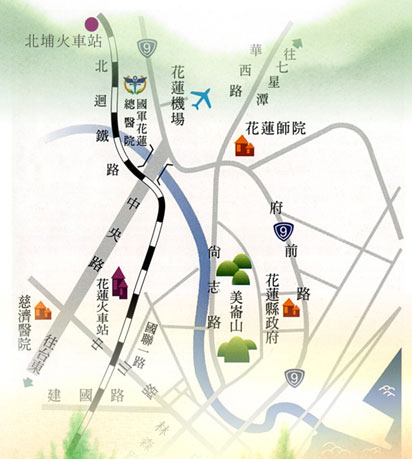 北埔火車站
9
北迴鐵路
國軍花蓮
總醫院
花蓮機場
華西路
往七星潭
花蓮師院
府前路
9
中央路
尚志路
美崙山
花蓮縣政府
花蓮火車站
慈濟醫院
往台東
中山路
國聯一路
建國路
林森
9